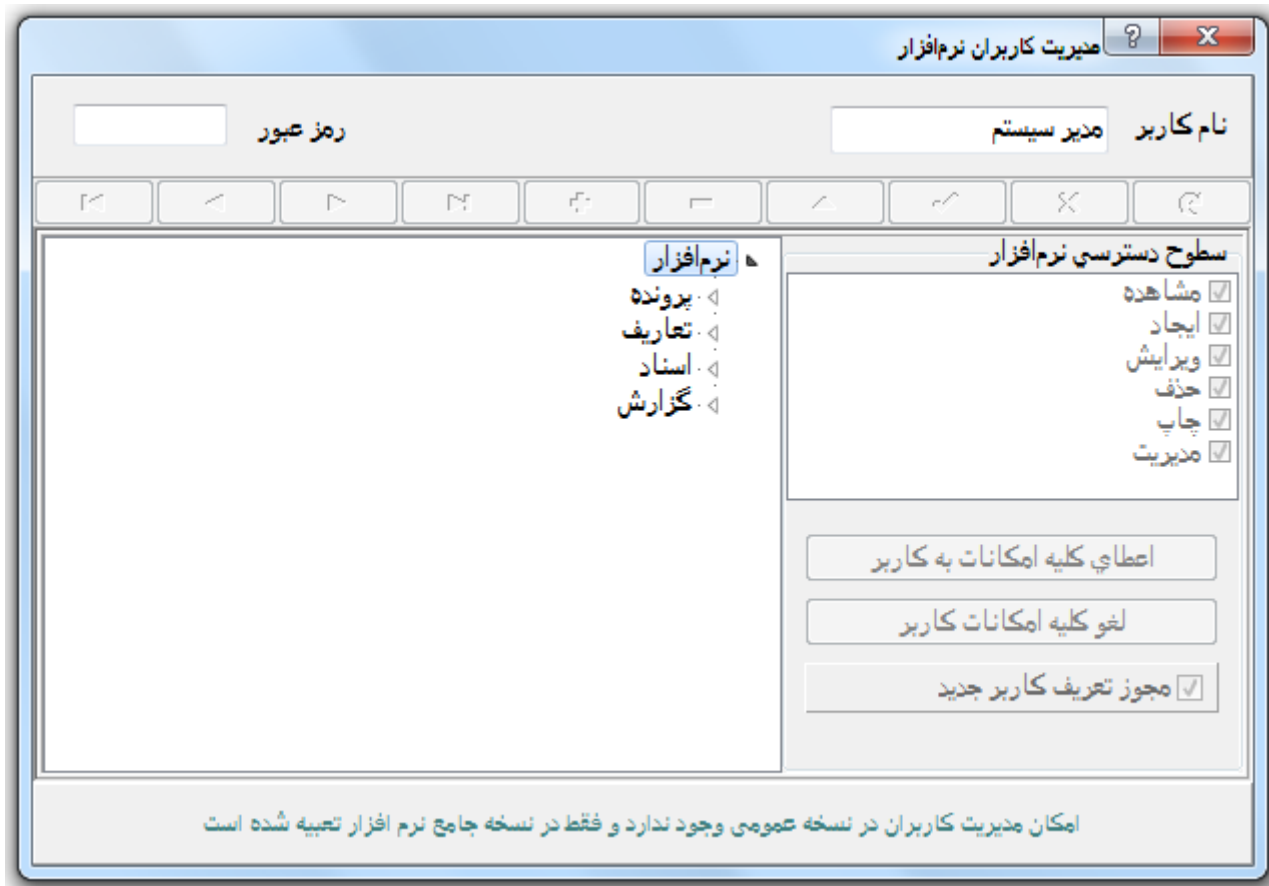 مدیریت کاربران نرم‌افزار
نام کاربر مدیر سیستم رمز عبور
سطوح دسترسي نرم‌افزار
مشاهده
ایجاد
ویرایش
حذف
چاپ
مدیریت
اعطاي کلیه امکانات به کاربر
لغو کلیه امکانات کاربر
مجوز تعریف کاربر جدید
نرم‌افزار
پرونده
تعاریف
اسناد
گزارش
امکان مدیریت کاربران در نسخه عمومی وجود ندارد و فقط در نسخه جامع نرم افزار تعبیه شده است